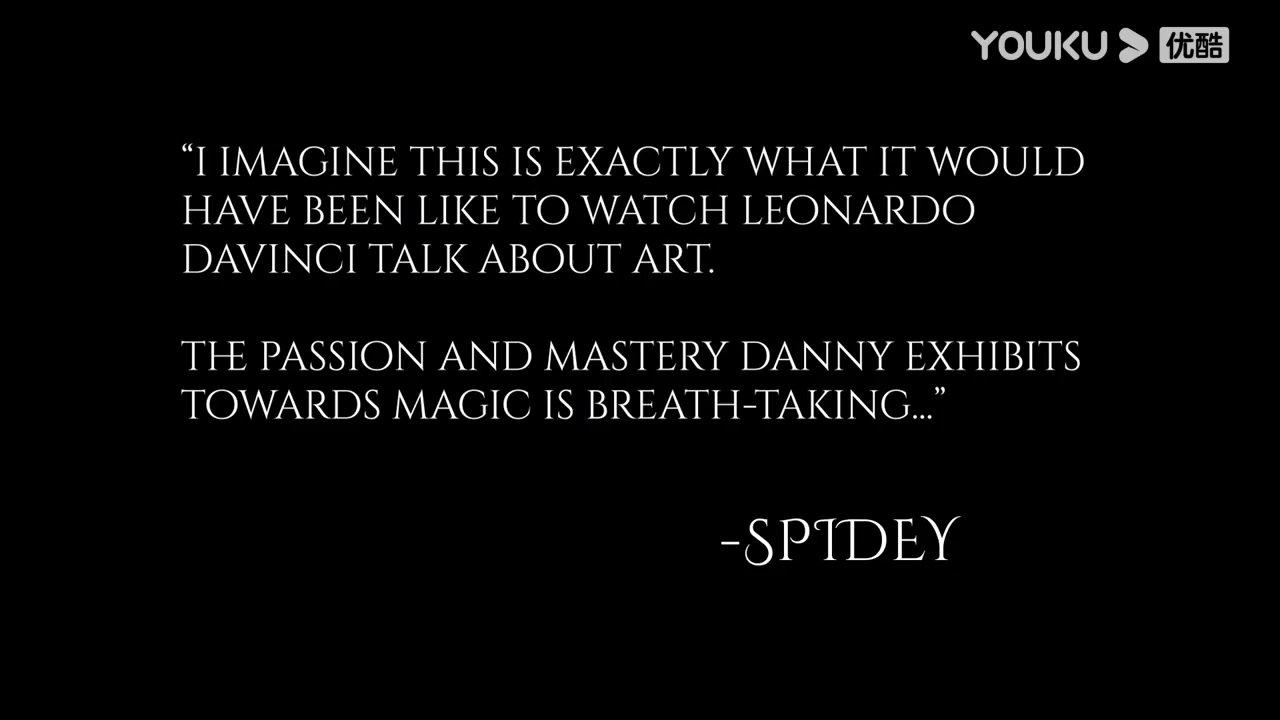 YOUKU 优酷
“I IMAGINE THIS IS EXACTLY WHAT IT WOULD
HAVE BEEN LIKE TO WATCH LEONARDO
DAVINCI TALK ABOUT ART.
THE PASSION AND MASTERY DANNY EXHIBITS
TOWARDS MAGIC IS BREATH-TAKING...”
-SPIDEY